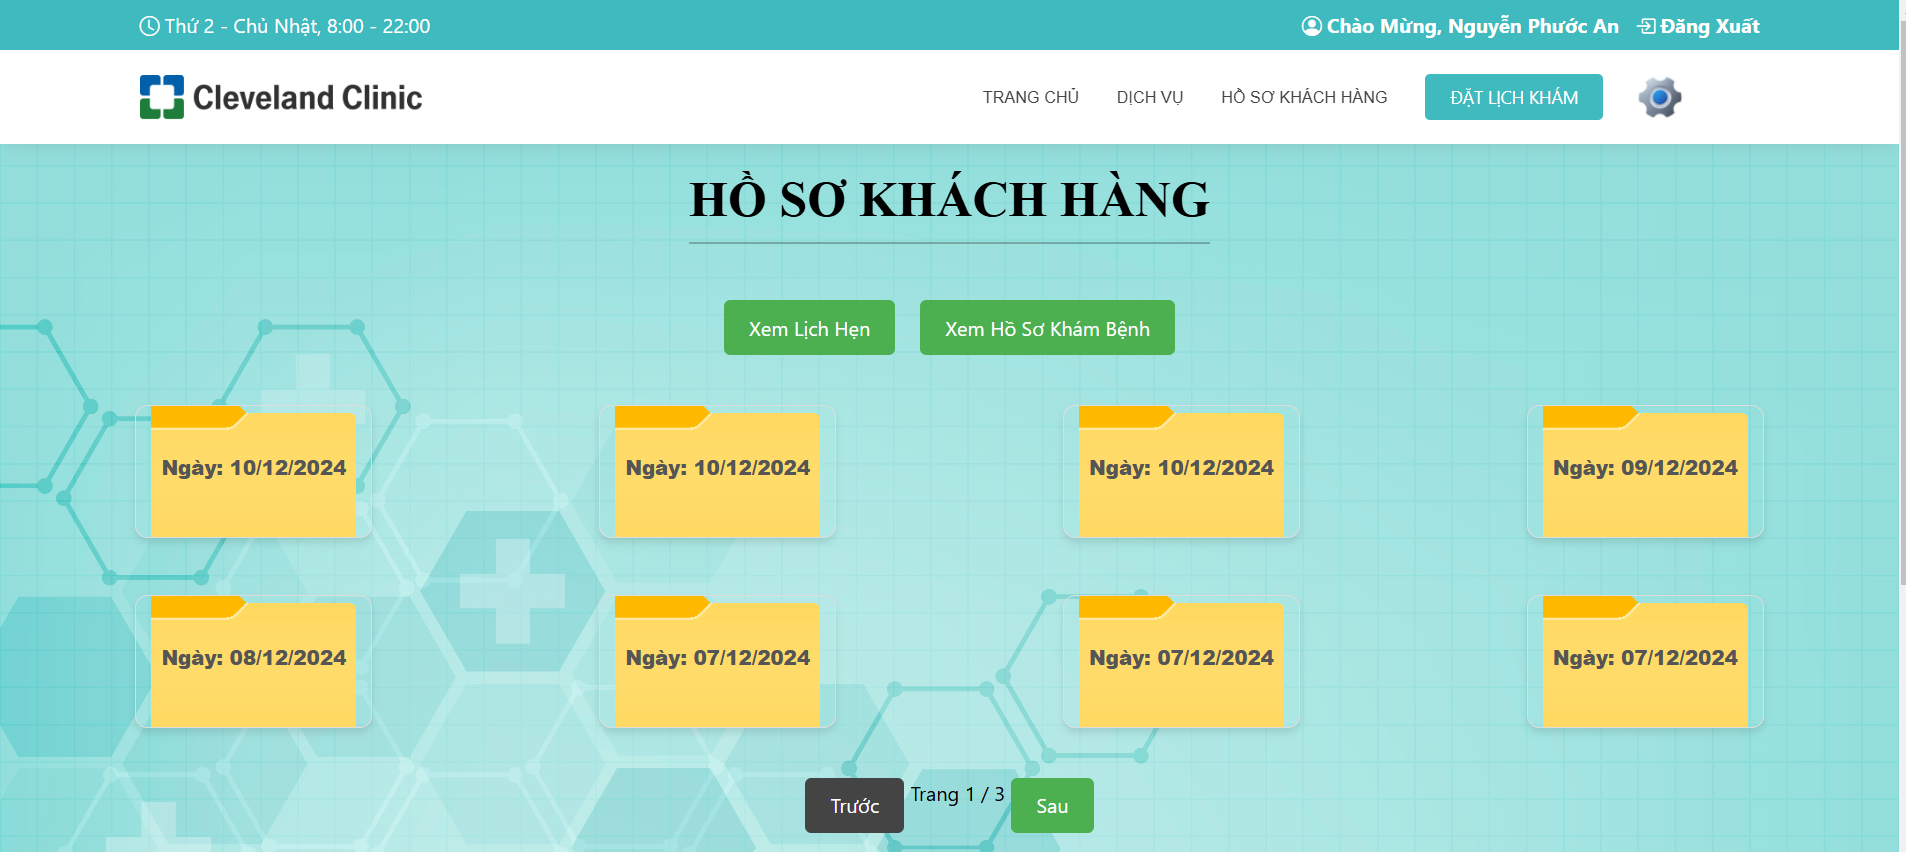 Thứ 2 - Chủ Nhật, 8:00 - 22:00
Chào Mừng, Nguyễn Phước An
Đăng Xuất
Cleveland Clinic
TRANG CHỦ
DỊCH VỤ
HỒ SƠ KHÁCH HÀNG
ĐẶT LỊCH KHÁM
HỒ SƠ KHÁCH HÀNG
Xem Lịch Hẹn
Xem Hồ Sơ Khám Bệnh
Ngày: 10/12/2024
Ngày: 10/12/2024
Ngày: 10/12/2024
Ngày: 09/12/2024
Ngày: 08/12/2024
Ngày: 07/12/2024
Ngày: 07/12/2024
Ngày: 07/12/2024
Trước
Trang 1 / 3
Sau